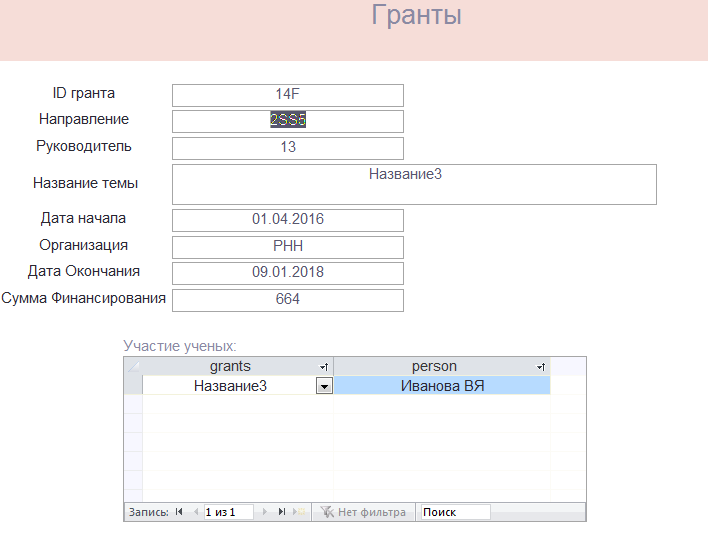 Гранты
ID гранта 14F
Направление 2SS5
Руководитель 13
Название темы Название3
Дата начала 01.04.2016
Организация РНН
Дата Окончания 09.01.2018
Сумма Финансирования 664
Участие ученых:
grants person
Название3 Иванова ВЯ
Запись: 1 из 1 Нет фильтра Поиск